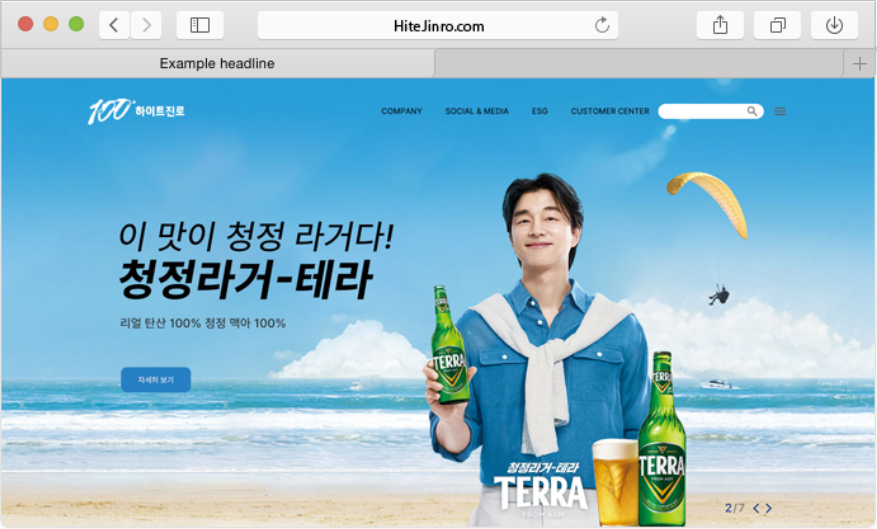 HiteJinro.com
Example headline
100 하이트진로
COMPANY SOCIAL & MEDIA ESG CUSTOMER CENTER
이 맛이 청정 라거다!
청정라거-테라
리얼 탄산 100% 청정 맥아 100%
자세히 보기
TERRA
TERRA
TERRA
청정라거-테라
TERRA
FROM AGM
2/7